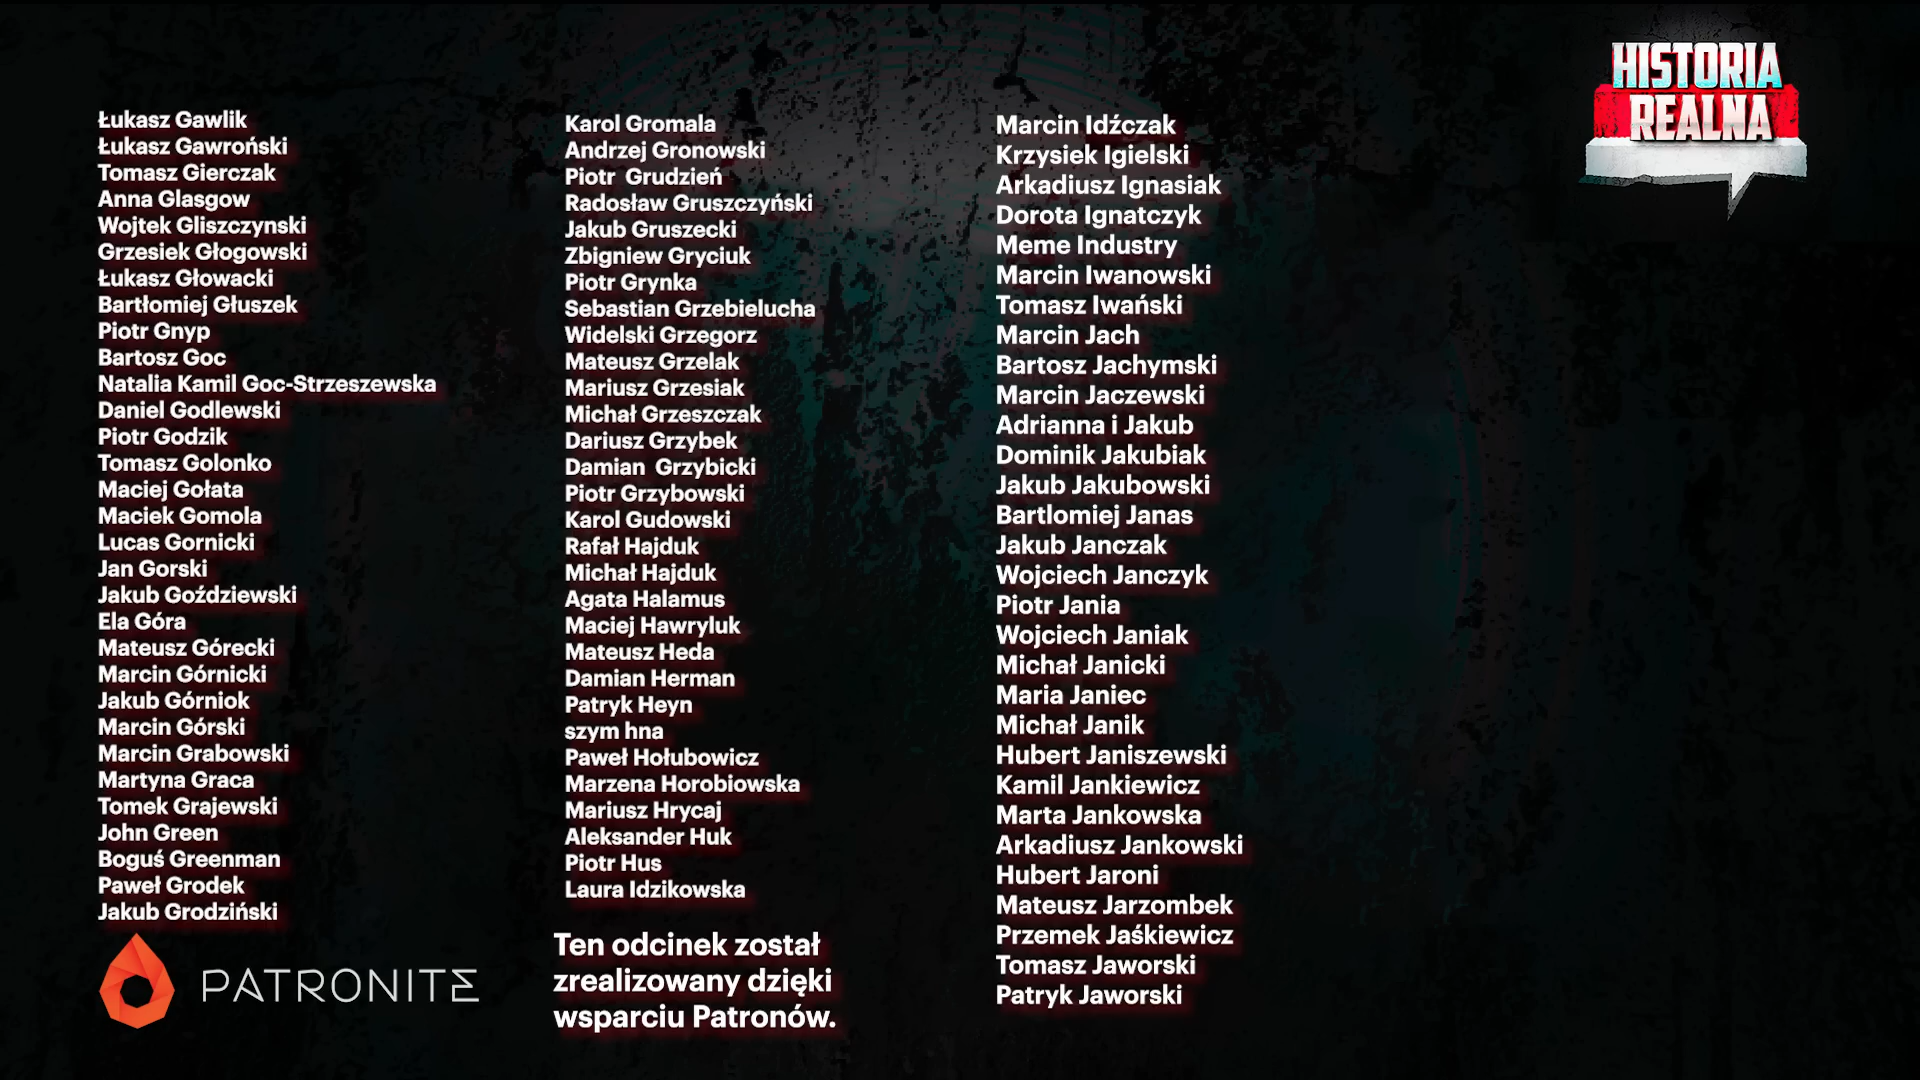 Łukasz Gawlik
Łukasz Gawroński
Tomasz Gierczak
Anna Glasgow
Wojtek Gliszczynski
Grzesiek Głogowski
Łukasz Głowacki
Bartłomiej Głuszek
Piotr Gnyp
Bartosz Goc
Natalia Kamil Goc-Strzeszewska
Daniel Godlewski
Piotr Godzik
Tomasz Golonko
Maciej Gołata
Maciek Gomola
Lucas Gornicki
Jan Gorski
Jakub Goździewski
Ela Góra
Mateusz Górecki
Marcin Górnicki
Jakub Górniok
Marcin Górski
Marcin Grabowski
Martyna Graca
Tomek Grajewski
John Green
Boguś Greenman
Paweł Grodek
Jakub Grodziński
PATRONITE
Karol Gromala
Andrzej Gronowski
Piotr  Grudzień
Radosław Gruszczyński
Jakub Gruszecki
Zbigniew Gryciuk
Piotr Grynka
Sebastian Grzebielucha
Widelski Grzegorz
Mateusz Grzelak
Mariusz Grzesiak
Michał Grzeszczak
Dariusz Grzybek
Damian  Grzybicki
Piotr Grzybowski
Karol Gudowski
Rafał Hajduk
Michał Hajduk
Agata Halamus
Maciej Hawryluk
Mateusz Heda
Damian Herman
Patryk Heyn
szym hna
Paweł Hołubowicz
Marzena Horobiowska
Mariusz Hrycaj
Aleksander Huk
Piotr Hus
Laura Idzikowska
Ten odcinek został
zrealizowany dzięki
wsparciu Patronów.
Marcin Idźczak
Krzysiek Igielski
Arkadiusz Ignasiak
Dorota Ignatczyk
Meme Industry
Marcin Iwanowski
Tomasz Iwański
Marcin Jach
Bartosz Jachymski
Marcin Jaczewski
Adrianna i Jakub
Dominik Jakubiak
Jakub Jakubowski
Bartlomiej Janas
Jakub Janczak
Wojciech Janczyk
Piotr Jania
Wojciech Janiak
Michał Janicki
Maria Janiec
Michał Janik
Hubert Janiszewski
Kamil Jankiewicz
Marta Jankowska
Arkadiusz Jankowski
Hubert Jaroni
Mateusz Jarzombek
Przemek Jaśkiewicz
Tomasz Jaworski
Patryk Jaworski
HISTORIA
REALNA